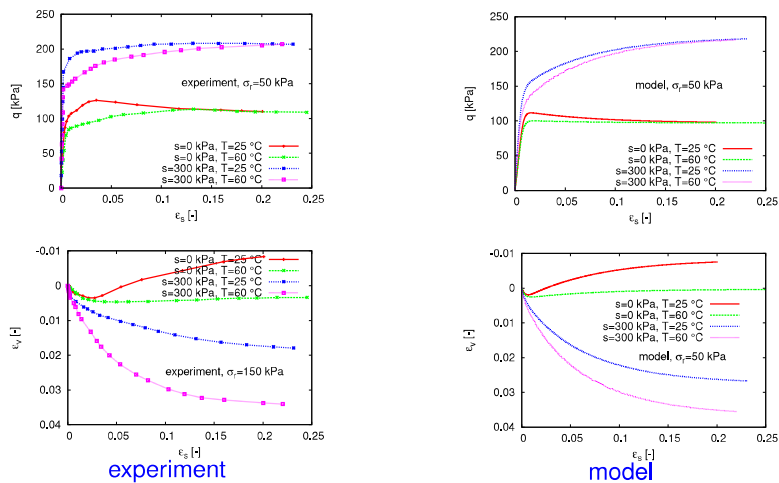 250
200
150
100
50
0
q [kPa]
experiment, σr=50 kPa
s=0 kPa, T=25 °C
s=0 kPa, T=60 °C
s=300 kPa, T=25 °C
s=300 kPa, T=60 °C
0 0.05 0.1 0.15 0.2 0.25
εs [-]
250
200
150
100
50
0
q [kPa]
model, σr=50 kPa
s=0 kPa, T=25 °C
s=0 kPa, T=60 °C
s=300 kPa, T=25 °C
s=300 kPa, T=60 °C
0 0.05 0.1 0.15 0.2 0.25
εs [-]
-0.01
0
0.01
0.02
0.03
0.04
εv [-]
s=0 kPa, T=25 °C
s=0 kPa, T=60 °C
s=300 kPa, T=25 °C
s=300 kPa, T=60 °C
experiment, σr=150 kPa
0 0.05 0.1 0.15 0.2 0.25
εs [-]
experiment
-0.01
0
0.01
0.02
0.03
0.04
εv [-]
s=0 kPa, T=25 °C
s=0 kPa, T=60 °C
s=300 kPa, T=25 °C
s=300 kPa, T=60 °C
model, σr=50 kPa
0 0.05 0.1 0.15 0.2 0.25
εs [-]
model